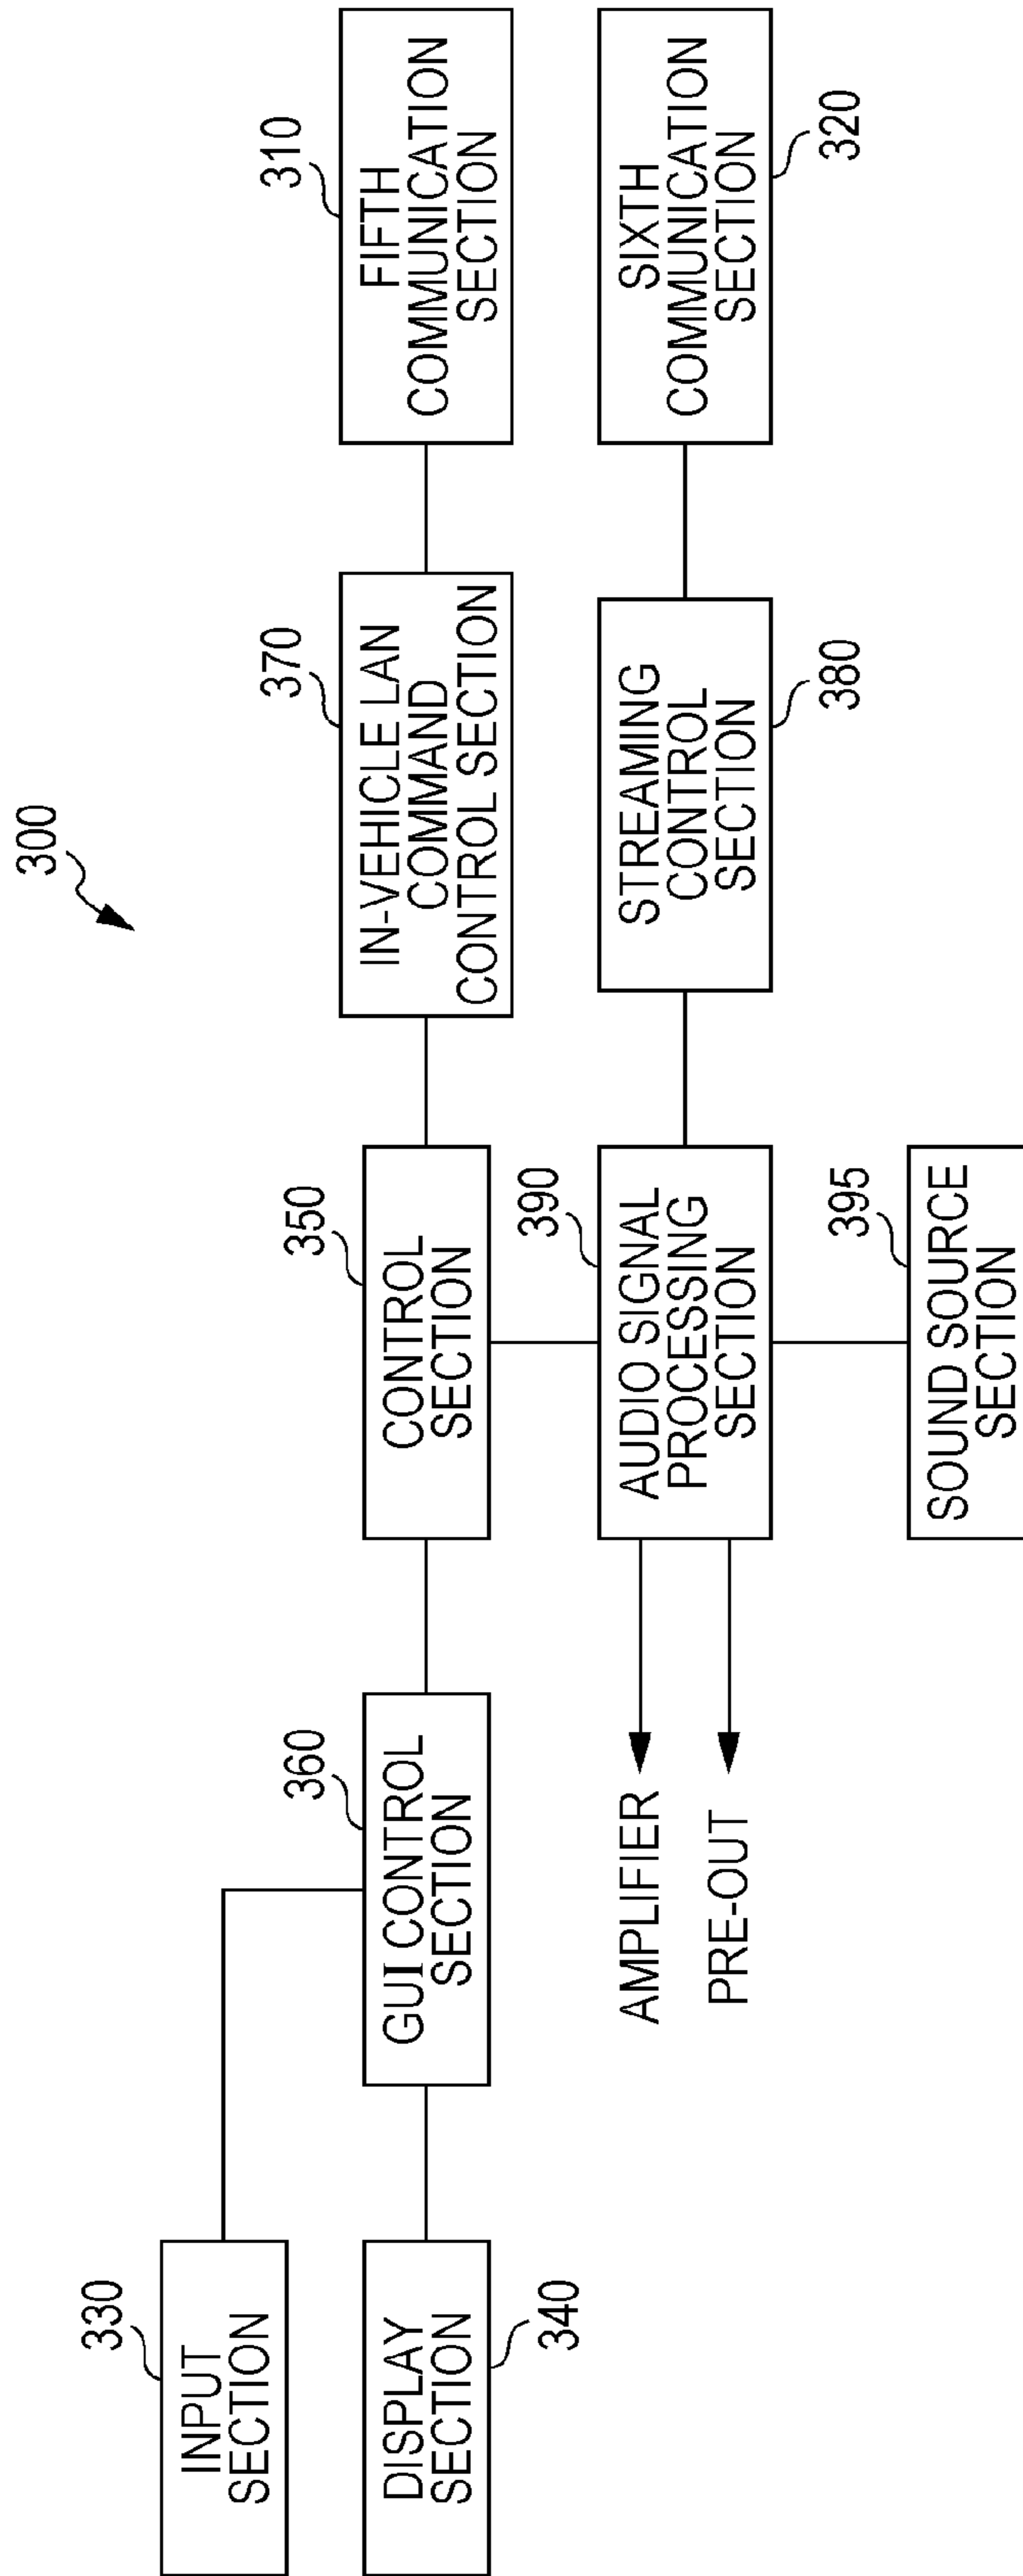 300
330
INPUT
SECTION
DISPLAY
SECTION
340
360
GUI CONTROL
SECTION
350
CONTROL
SECTION
370
IN-VEHICLE LAN
COMMAND
CONTROL SECTION
310
FIFTH
COMMUNICATION
SECTION
AMPLIFIER
PRE-OUT
390
AUDIO SIGNAL
PROCESSING
SECTION
STREAMING
CONTROL
SECTION
380
SIXTH
COMMUNICATION
SECTION
320
395
SOUND SOURCE
SECTION